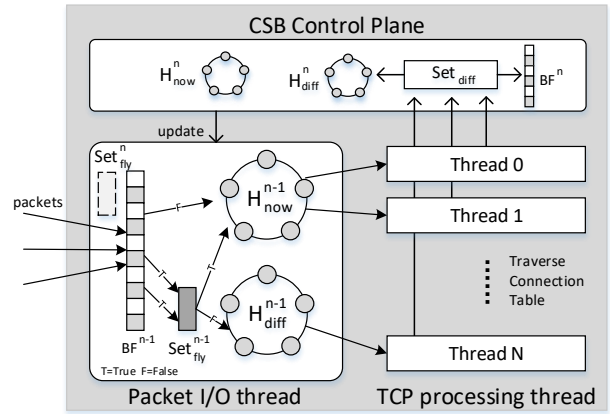 CSB Control Plane
H^n_now
H^n_diff
Set_diff
BF^n
update
Set^n_fly
packets
F
T
T
T
F
H^{n-1}_now
H^{n-1}_diff
BF^{n-1}
Set^{n-1}_fly
T=True F=False
Thread 0
Thread 1
Traverse
Connection
Table
Thread N
Packet I/O thread
TCP processing thread